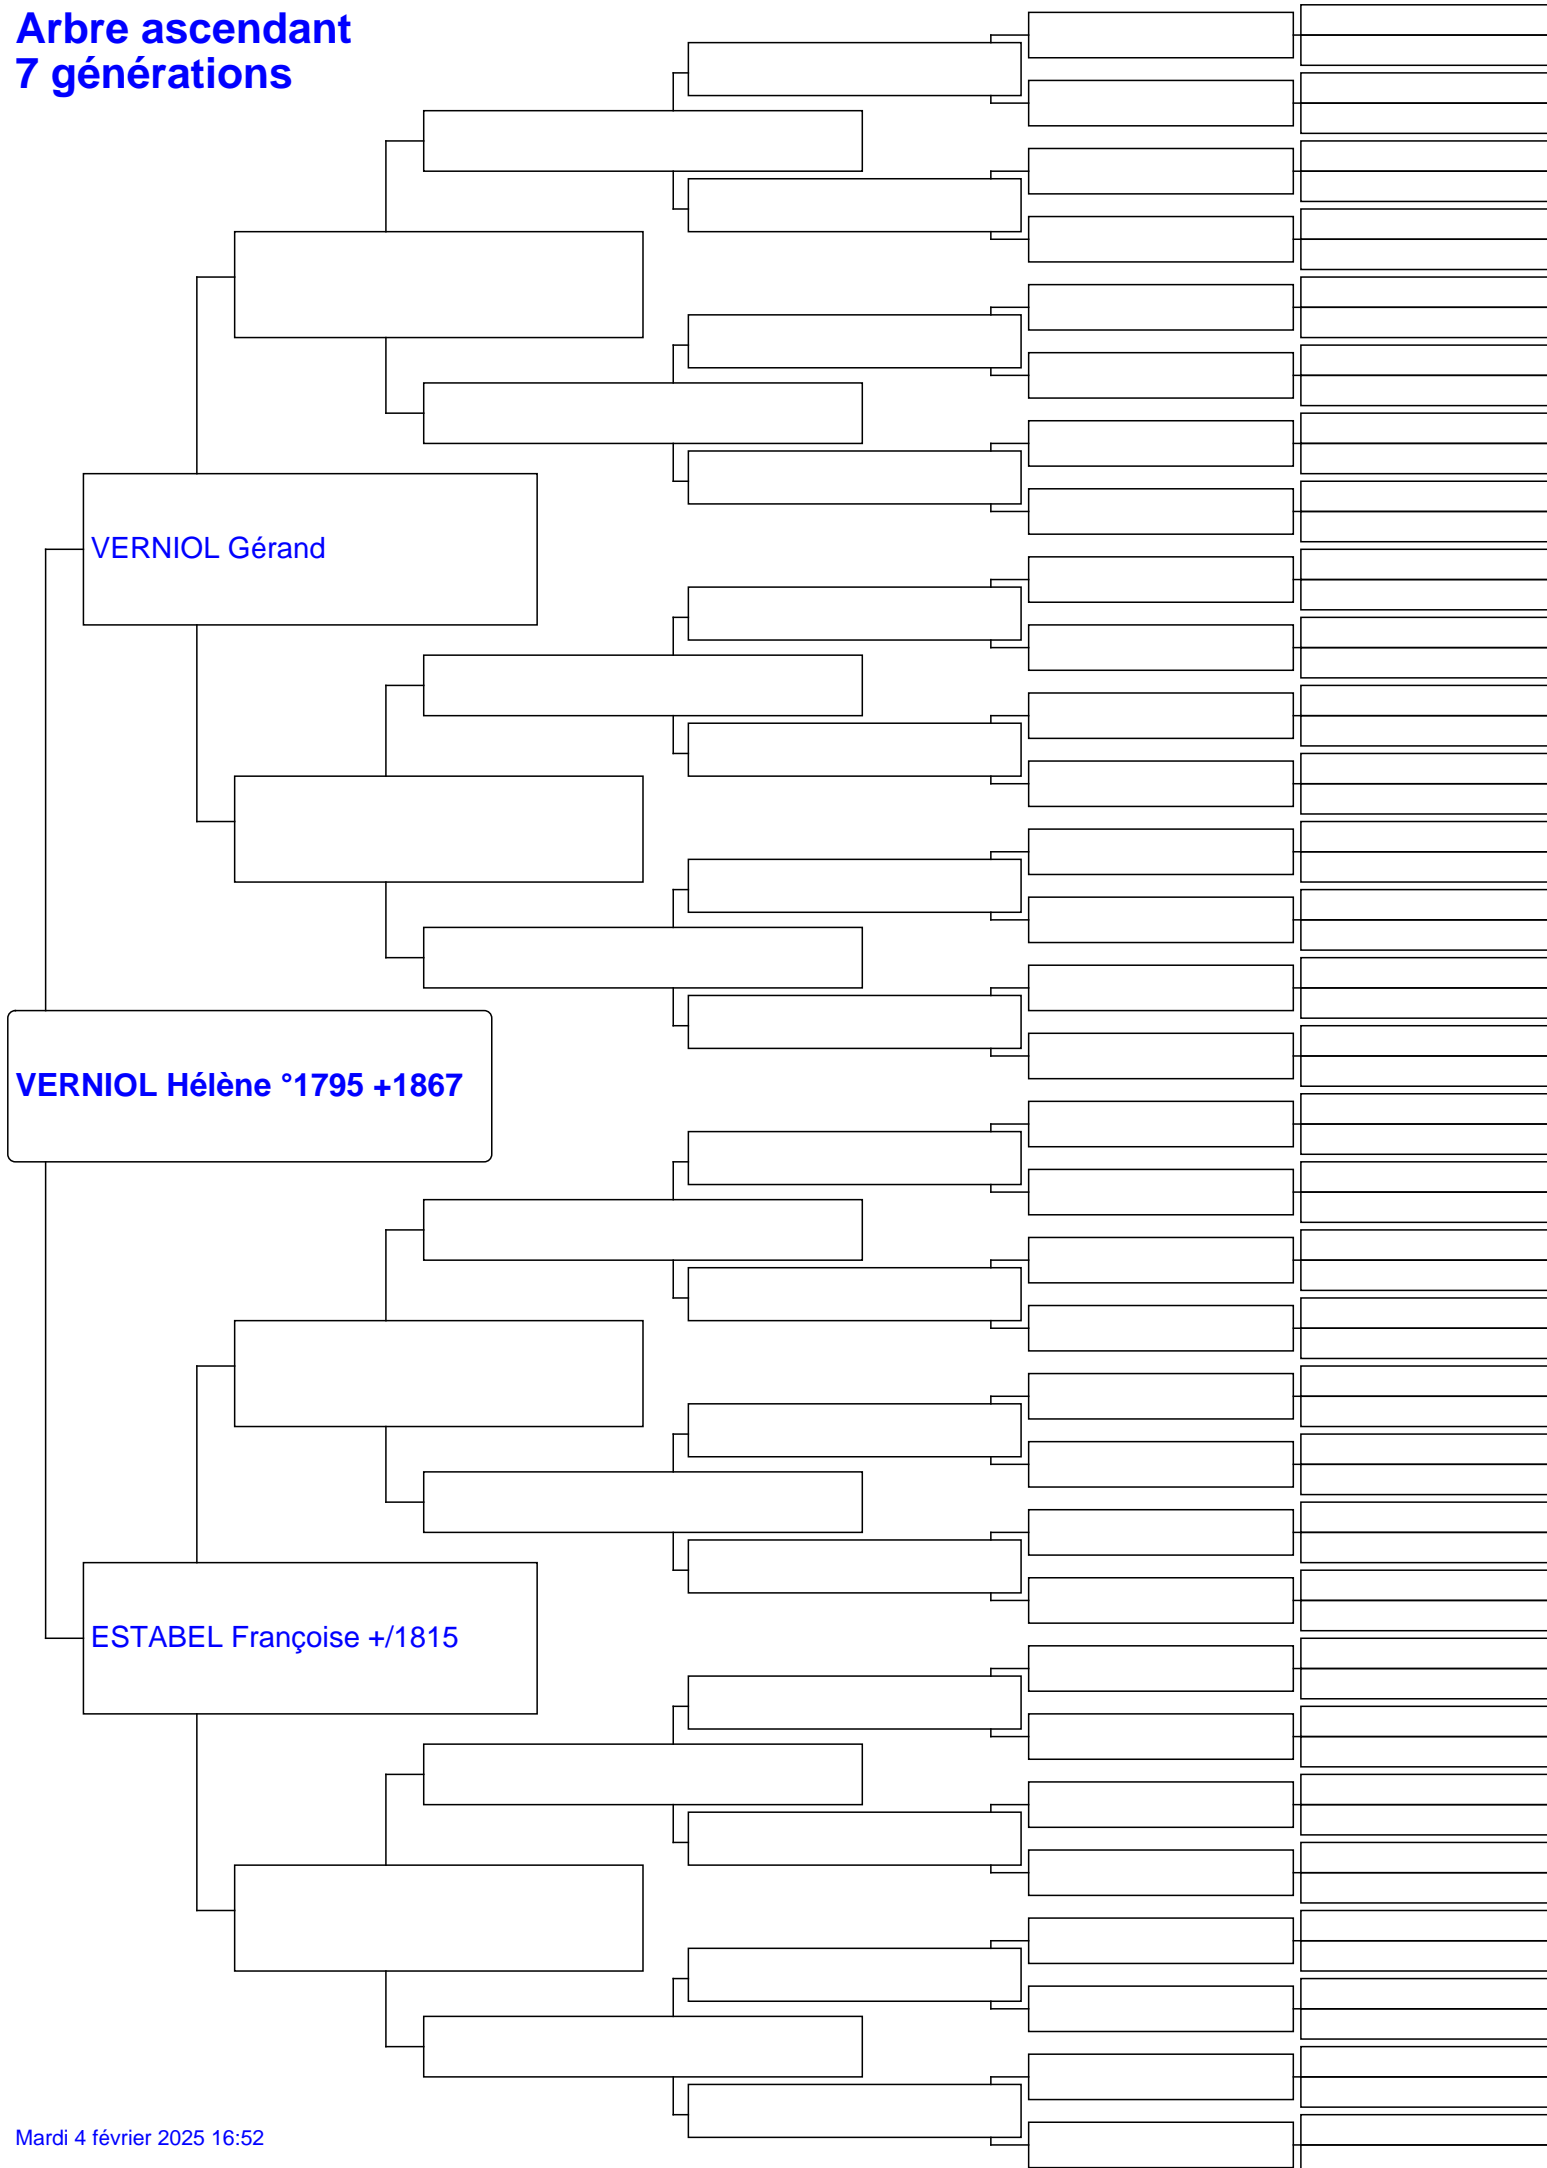 Arbre ascendant
7 générations
VERNIOL Gérand
VERNIOL Hélène °1795 +1867
ESTABEL Françoise +/1815
Mardi 4 février 2025 16:52